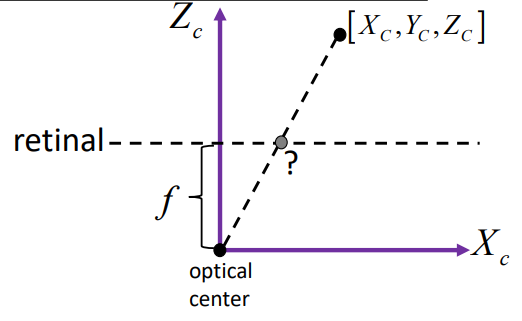 Z_c
[X_C, Y_C, Z_C]
retinal
?
f
X_c
optical
center